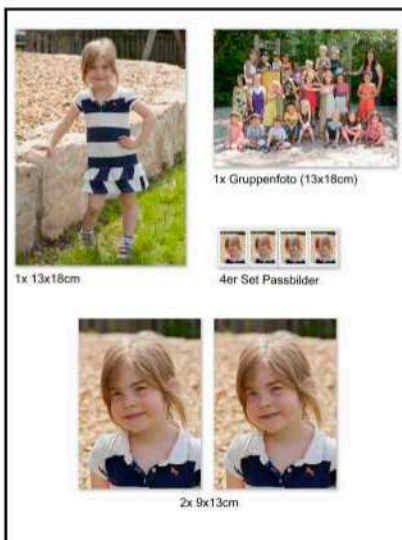 1x Gruppenfoto (13x18cm)
1x 13x18cm
4er Set Passbilder
2x 9x13cm